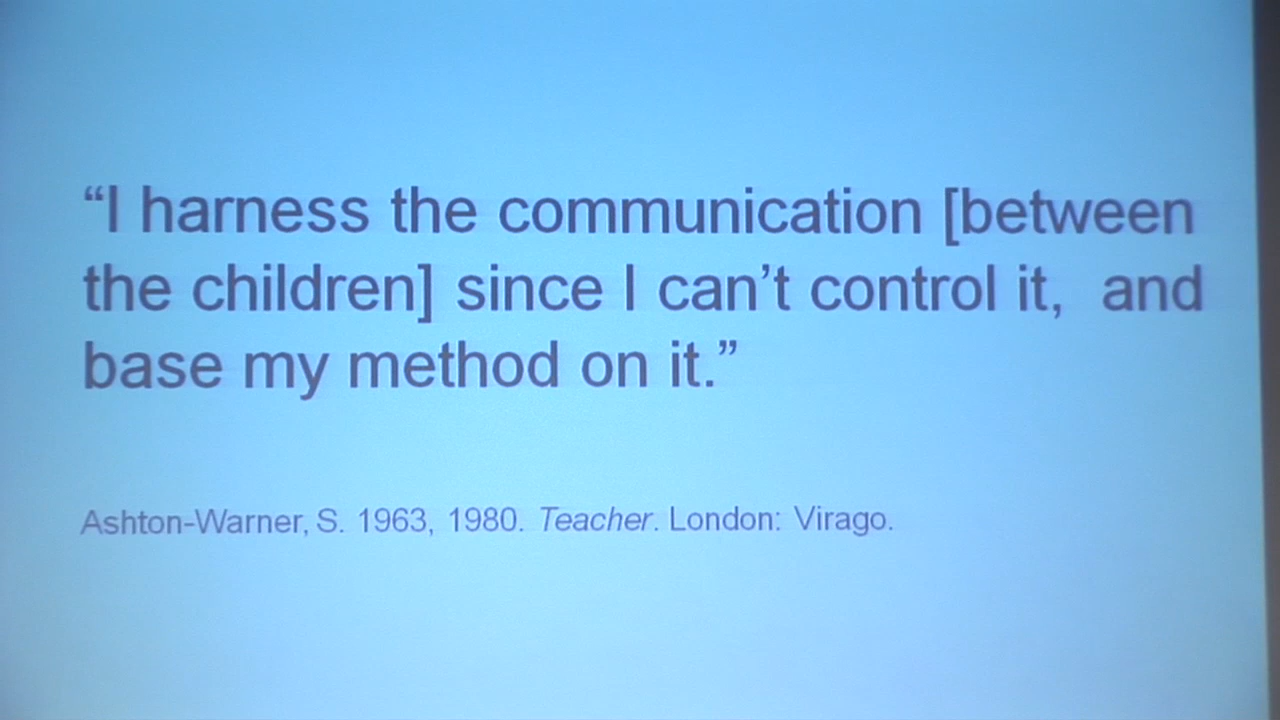 “I harness the communication [between
the children] since I can’t control it,  and
base my method on it.”
Ashton-Warner, S. 1963, 1980. Teacher. London: Virago.